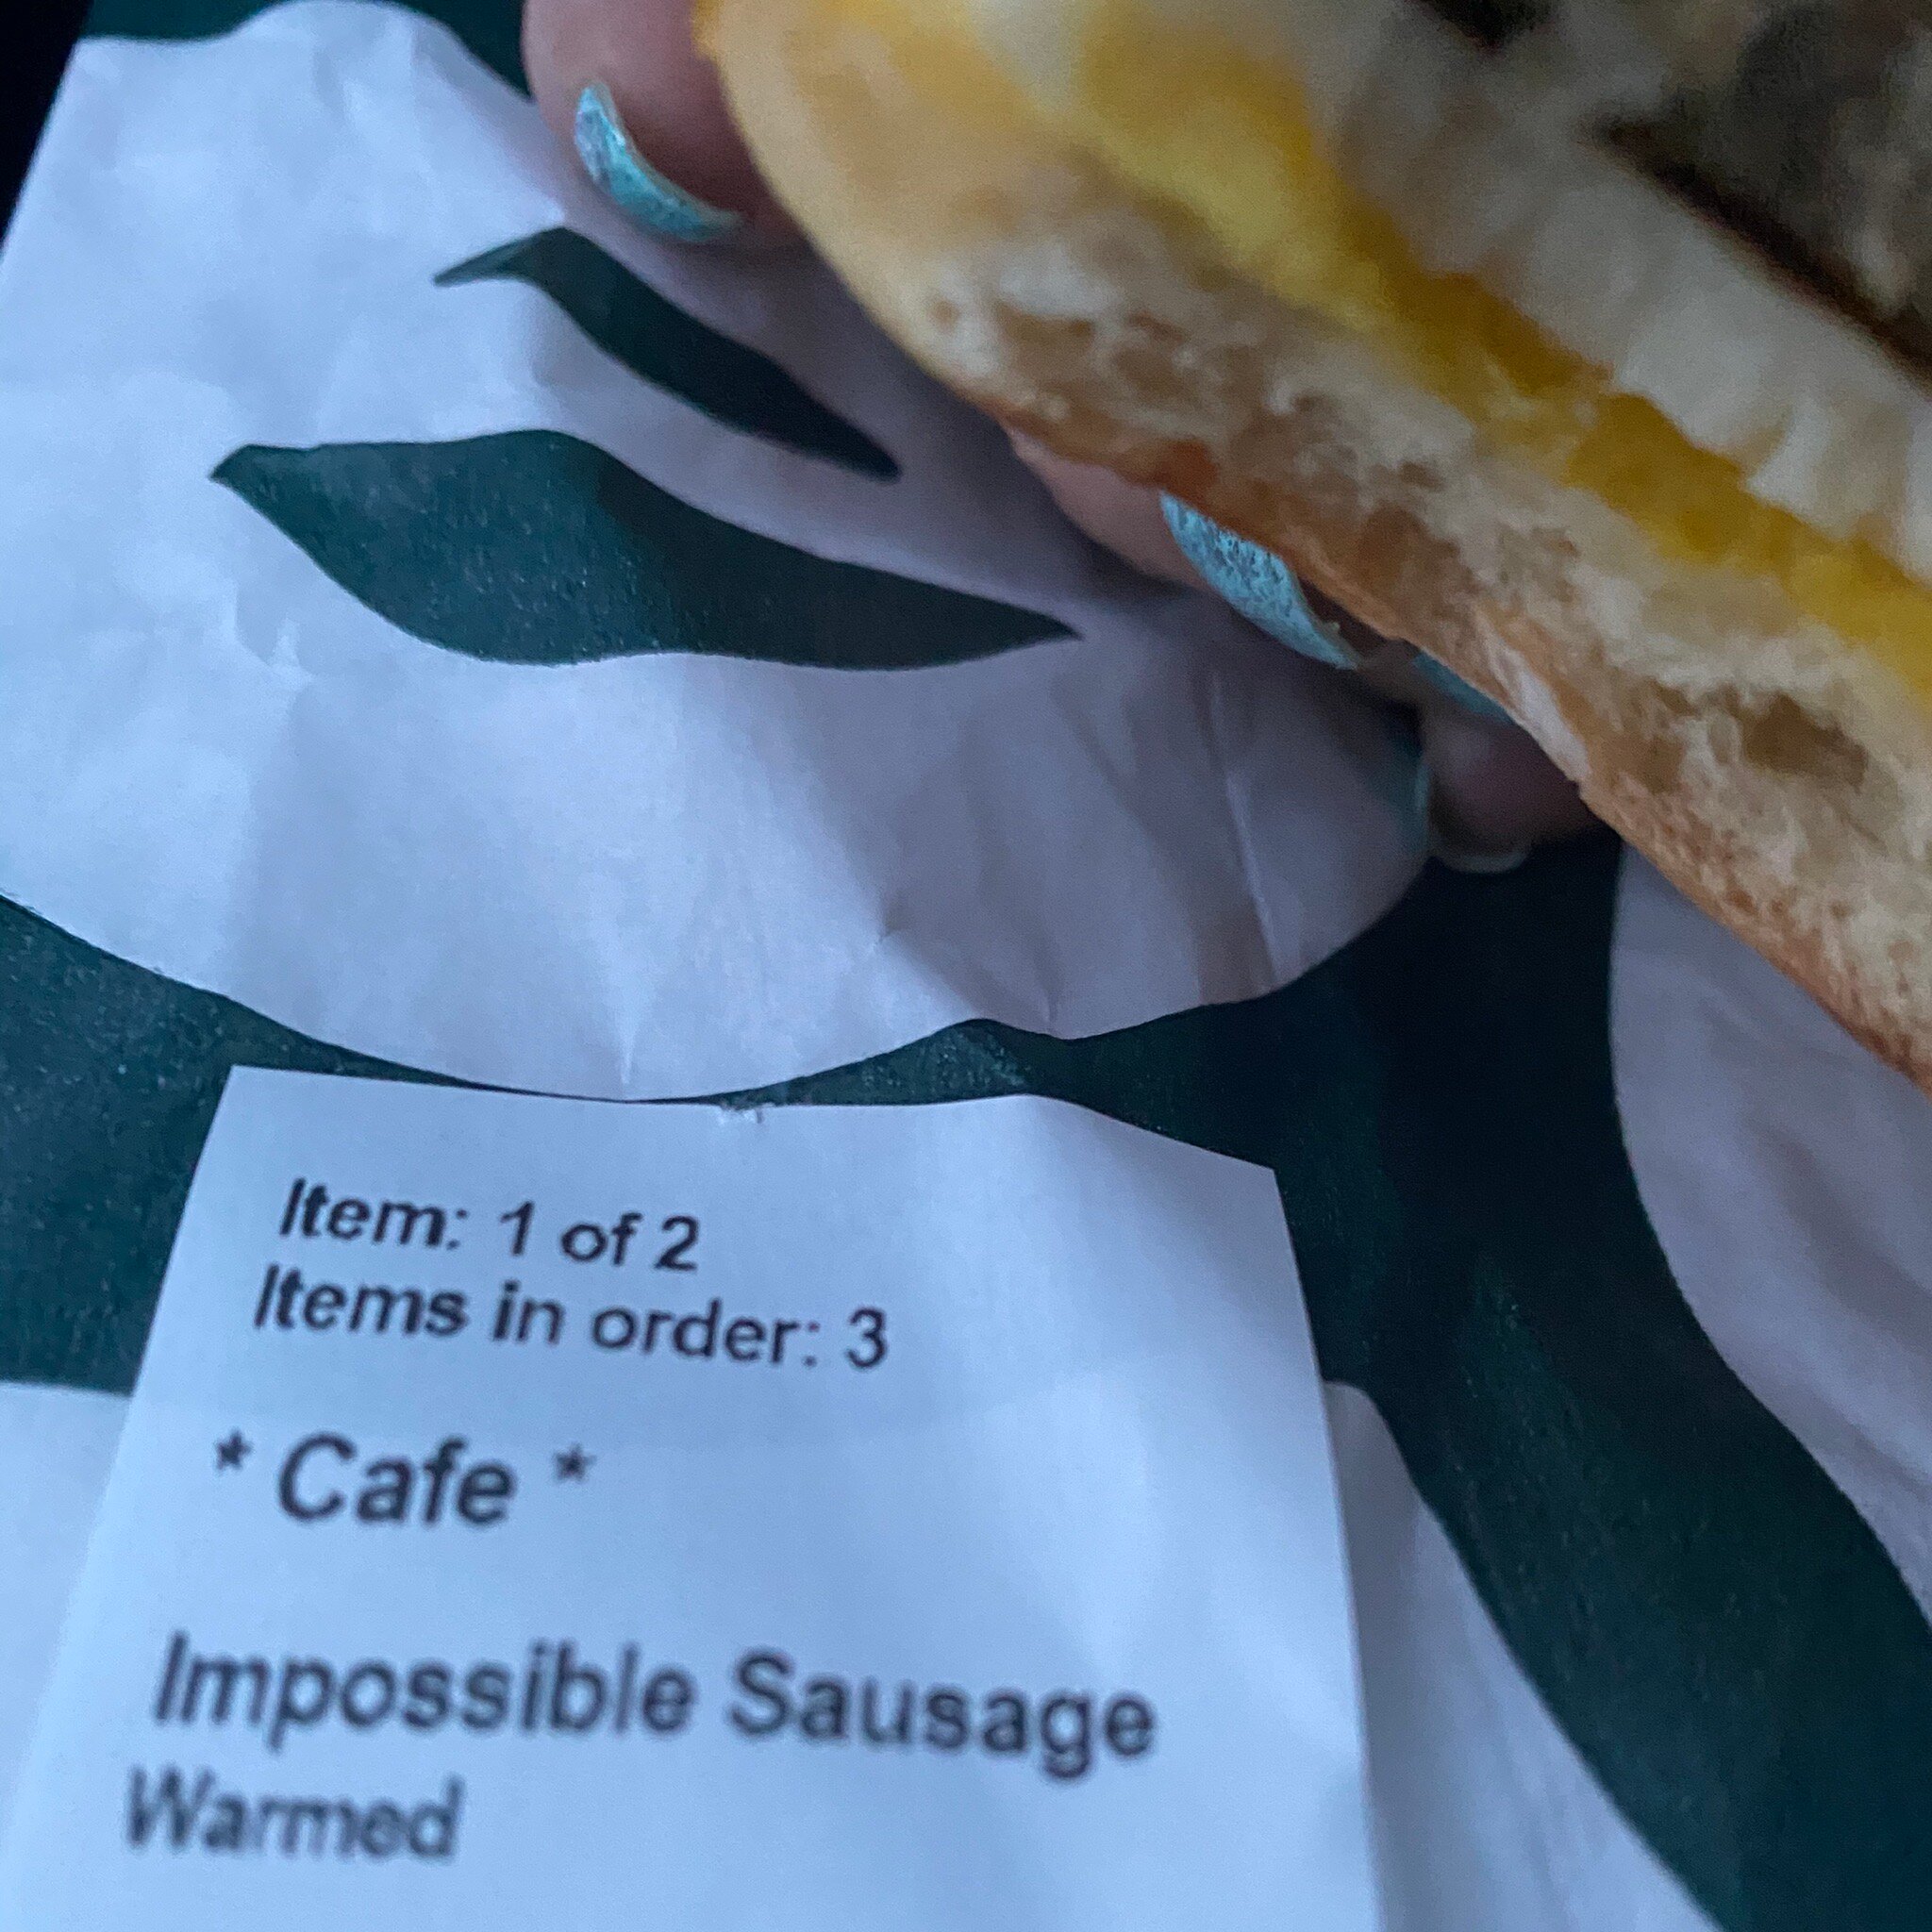 Item: 1 of 2
Items in order: 3
* Cafe *
Impossible Sausage
Warmed